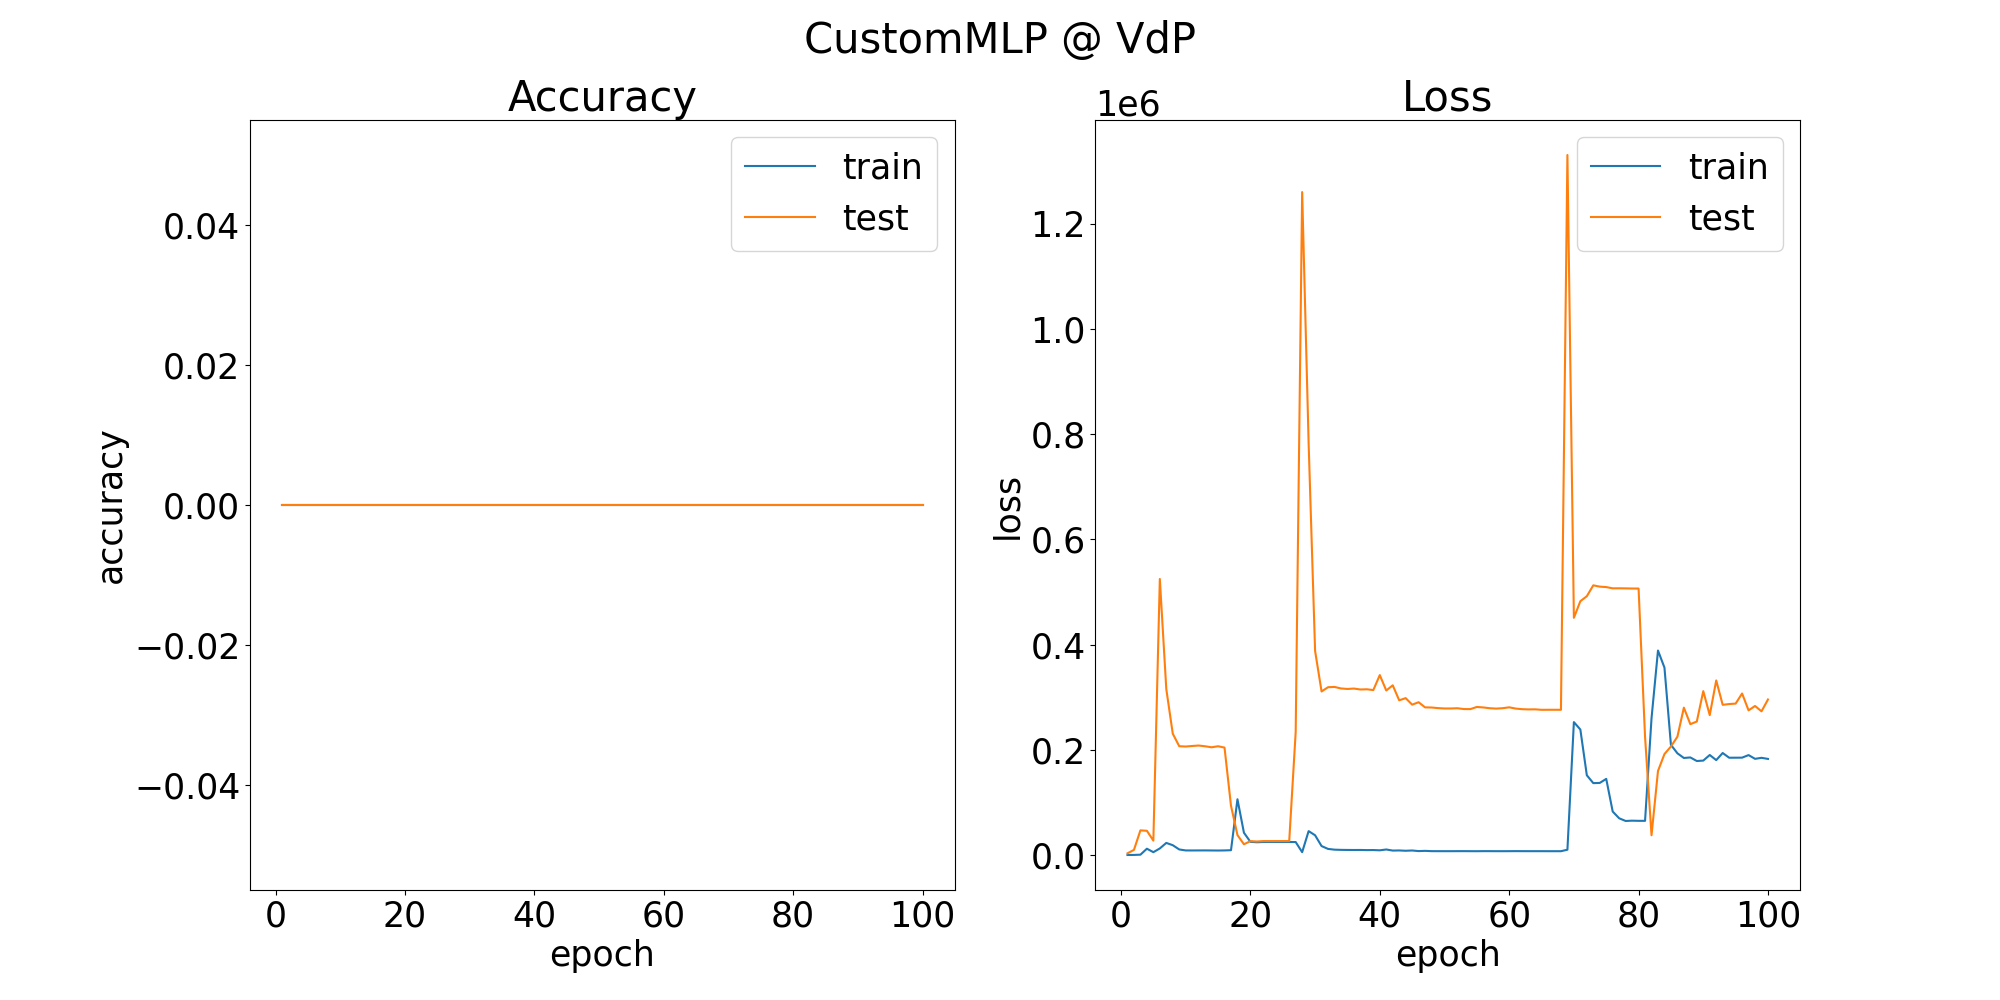 CustomMLP @ VdP
Accuracy
train
test
0.04
0.02
0.00
−0.02
−0.04
accuracy
0 20 40 60 80 100
epoch
Loss
1e6
train
test
1.2
1.0
0.8
0.6
0.4
0.2
0.0
loss
0 20 40 60 80 100
epoch